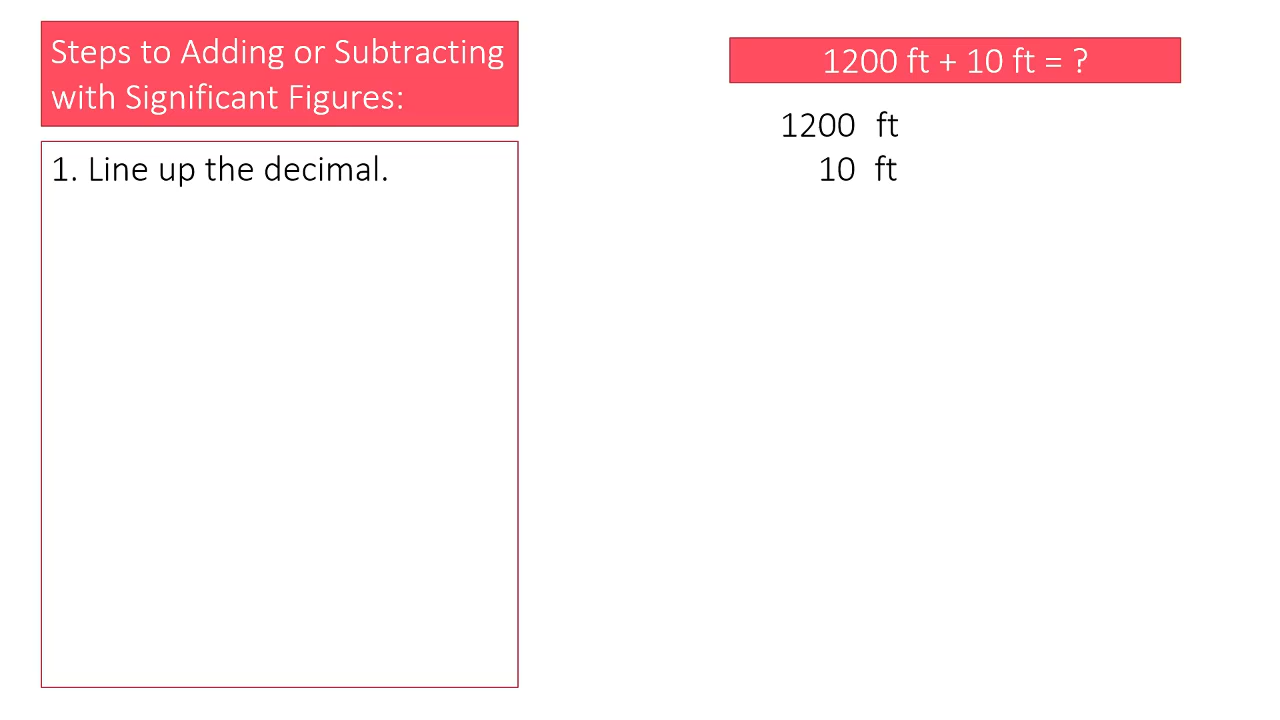 Steps to Adding or Subtracting
with Significant Figures:
1. Line up the decimal.
1200 ft + 10 ft = ?
1200 ft
10 ft